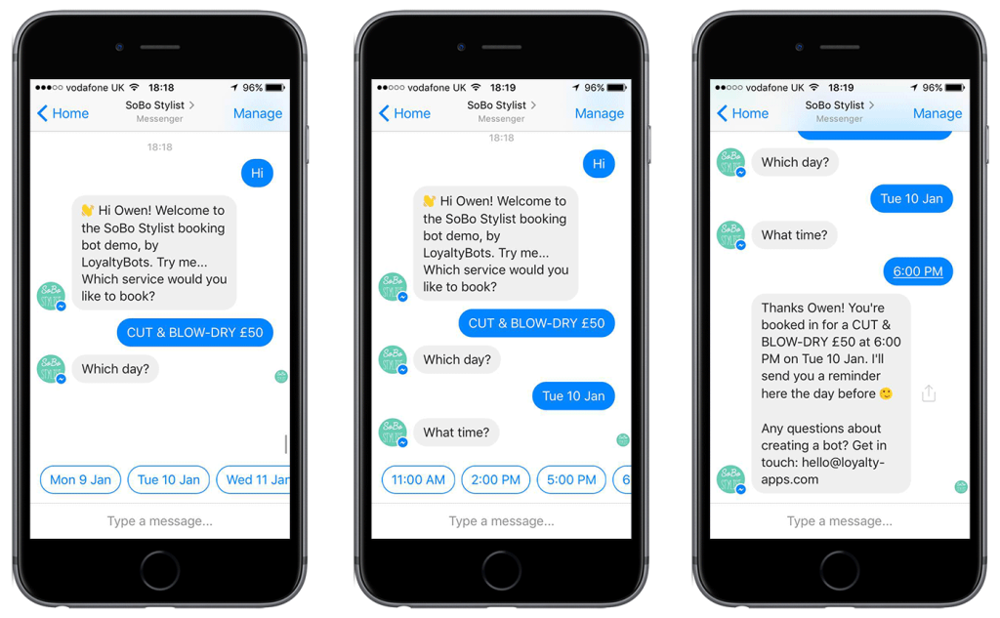 vodafone UK 18:18 96%
Home SoBo Stylist Manage
Messenger
18:18
Hi
👋 Hi Owen! Welcome to
the SoBo Stylist booking
bot demo, by
LoyaltyBots. Try me...
Which service would you
like to book?
CUT & BLOW-DRY £50
Which day?
Mon 9 Jan Tue 10 Jan Wed 11 Jan
Type a message...
vodafone UK 18:19 96%
Home SoBo Stylist Manage
Messenger
18:18
Hi
👋 Hi Owen! Welcome to
the SoBo Stylist booking
bot demo, by
LoyaltyBots. Try me...
Which service would you
like to book?
CUT & BLOW-DRY £50
Which day?
Tue 10 Jan
What time?
11:00 AM 2:00 PM 5:00 PM 6
Type a message...
vodafone UK 18:19 96%
Home SoBo Stylist Manage
Messenger
Which day?
Tue 10 Jan
What time?
6:00 PM
Thanks Owen! You're
booked in for a CUT &
BLOW-DRY £50 at 6:00
PM on Tue 10 Jan. I'll
send you a reminder
here the day before 🙂
Any questions about
creating a bot? Get in
touch: hello@loyalty-
apps.com
Type a message...